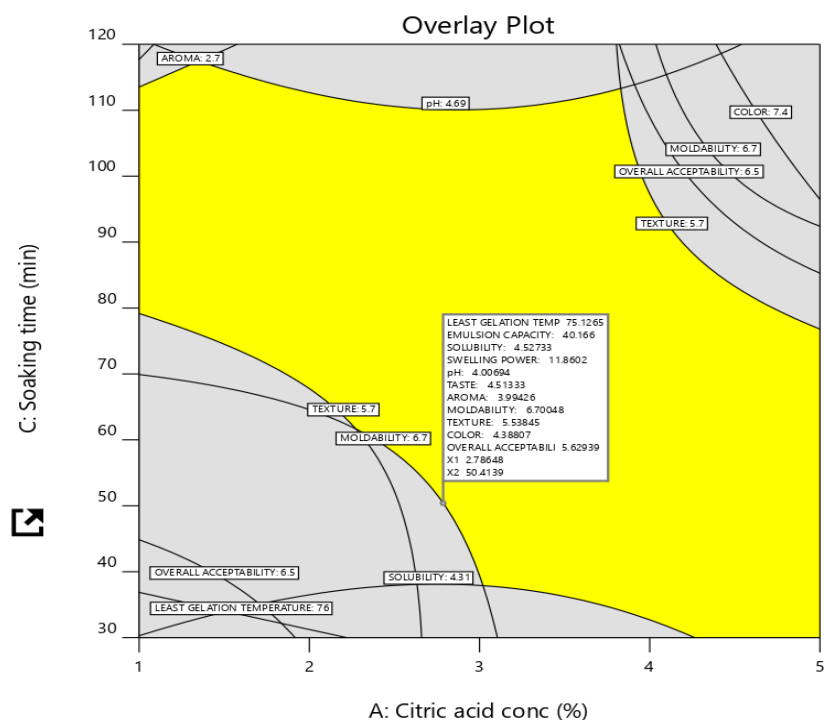 Overlay Plot
C: Soaking time (min)
120
110
100
90
80
70
60
50
40
30
AROMA: 2.7
pH: 4.69
COLOR: 7.4
MOLDABILITY: 6.7
OVERALL ACCEPTABILITY: 6.5
TEXTURE: 5.7
LEAST GELATION TEMP 75.1265
EMULSION CAPACITY: 40.166
SOLUBILITY: 4.52733
SWELLING POWER: 11.8602
pH: 4.00694
TASTE: 4.51333
AROMA: 3.99426
MOLDABILITY: 6.70048
TEXTURE: 5.53845
COLOR: 4.38807
OVERALL ACCEPTABILI 5.62939
X1 2.78648
X2 50.4139
TEXTURE: 5.7
MOLDABILITY: 6.7
OVERALL ACCEPTABILITY: 6.5
SOLUBILITY: 4.31
LEAST GELATION TEMPERATURE: 76
1 2 3 4 5
A: Citric acid conc (%)